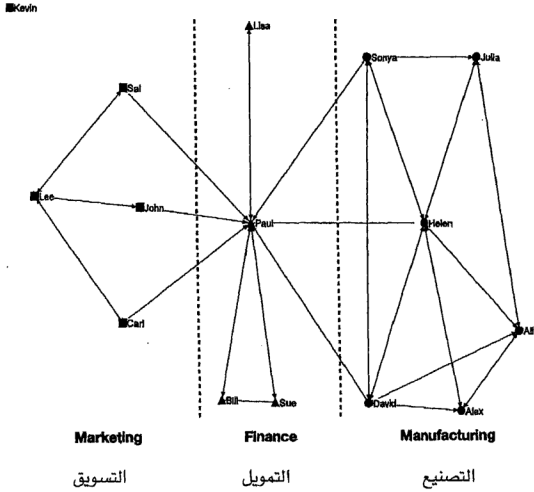 Kevin
Lisa
Sal
Sonya
Julia
Lee
John
Paul
Helen
Carl
Ali
Bill
Sue
David
Alex
Marketing
Finance
Manufacturing
التسويق
التمويل
التصنيع